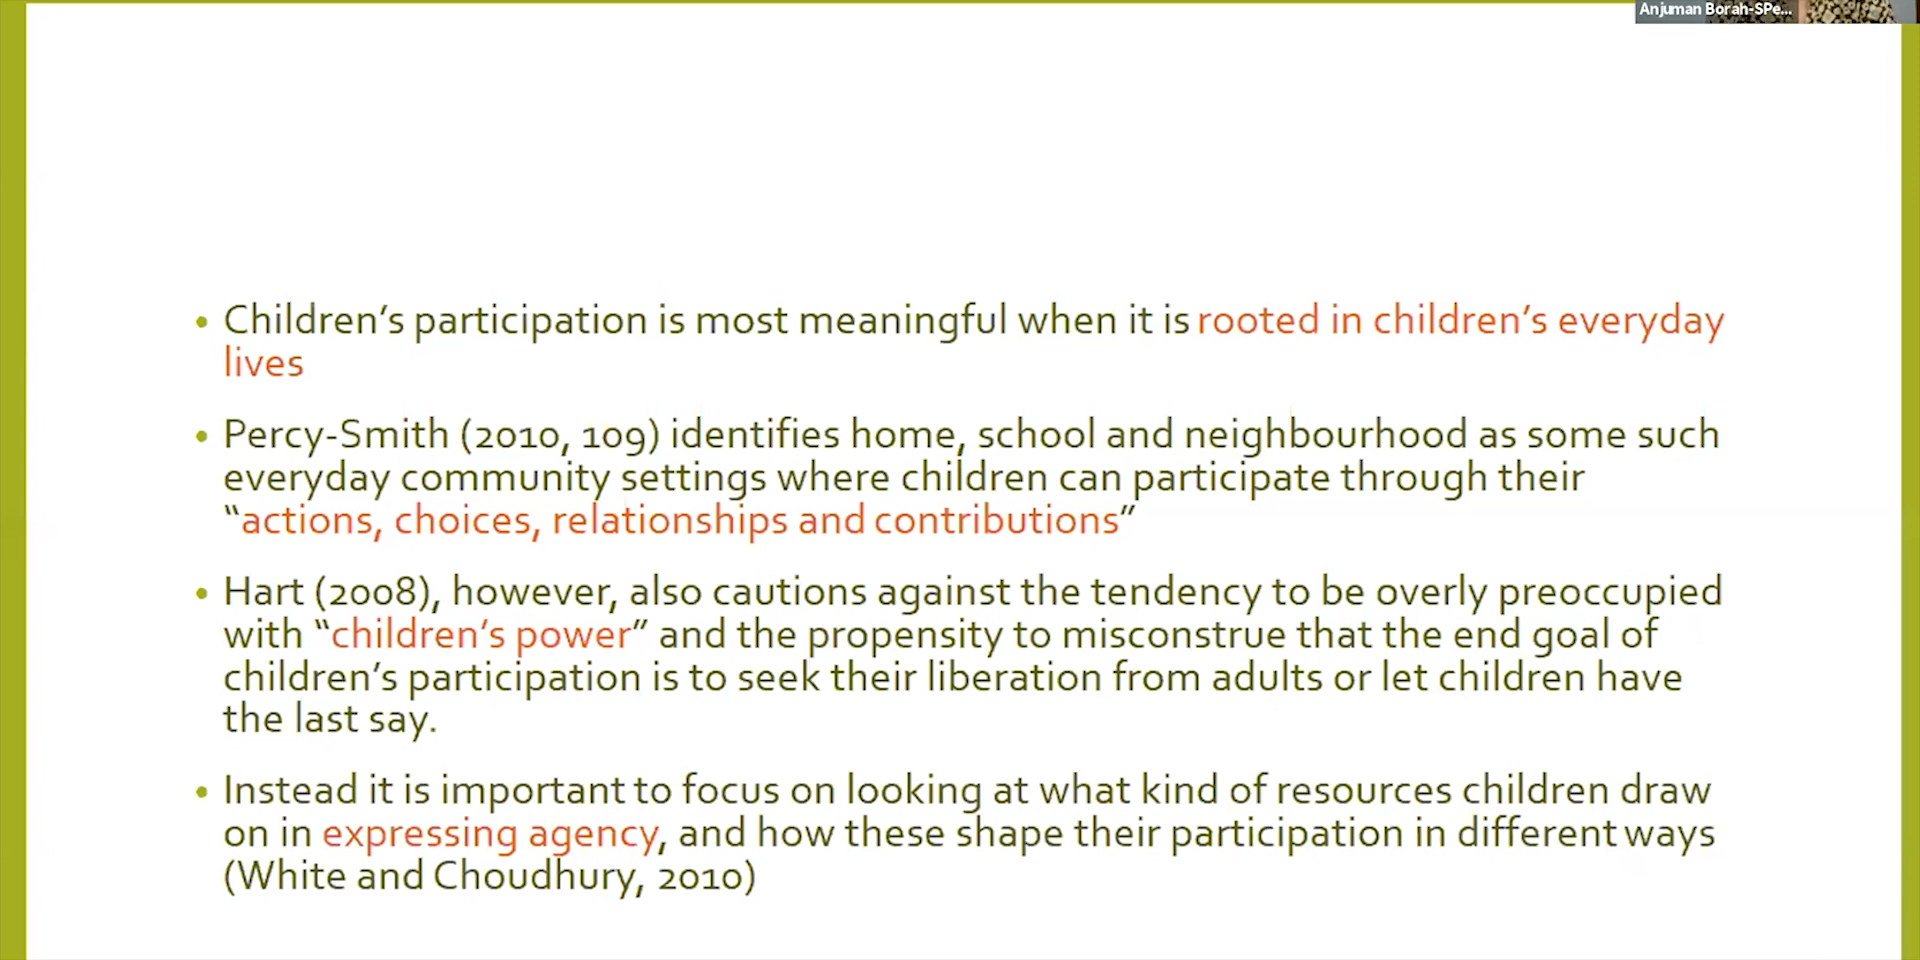 Anjuman Borah-SPe...
• Children's participation is most meaningful when it is rooted in children's everyday
lives
• Percy-Smith (2010, 109) identifies home, school and neighbourhood as some such
everyday community settings where children can participate through their
“actions, choices, relationships and contributions”
• Hart (2008), however, also cautions against the tendency to be overly preoccupied
with “children's power” and the propensity to misconstrue that the end goal of
children's participation is to seek their liberation from adults or let children have
the last say.
• Instead it is important to focus on looking at what kind of resources children draw
on in expressing agency, and how these shape their participation in different ways
(White and Choudhury, 2010)